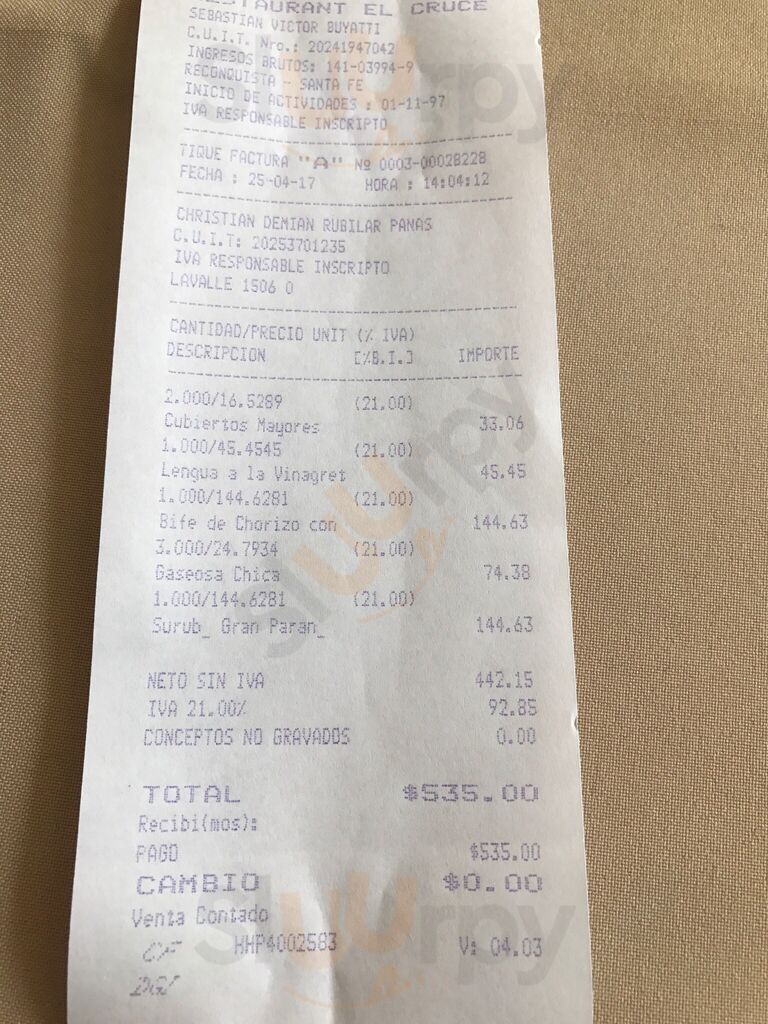 RESTAURANT EL CRUCE
SEBASTIAN VICTOR BUYATTI
C.U.I.T. Nro.: 20241947042
INGRESOS BRUTOS: 141-03994-9
RECONQUISTA - SANTA FE
INICIO DE ACTIVIDADES : 01-11-97
IVA RESPONSABLE INSCRIPTO
TIQUE FACTURA "A" Nº 0003-00028228
FECHA : 25-04-17 HORA : 14:04:12
CHRISTIAN DEMIAN RUBILAR PANAS
C.U.I.T: 20253701235
IVA RESPONSABLE INSCRIPTO
LAVALLE 1506 0
CANTIDAD/PRECIO UNIT (% IVA)
DESCRIPCION [%B.I.] IMPORTE
2.000/16.5289 (21.00)
Cubiertos Mayores 33.06
1.000/45.4545 (21.00)
Lengua a la Vinagret 45.45
1.000/144.6281 (21.00)
Bife de Chorizo con 144.63
3.000/24.7934 (21.00)
Gaseosa Chica 74.38
1.000/144.6281 (21.00)
Surub_ Gran Paran_ 144.63
NETO SIN IVA 442.15
IVA 21.00% 92.85
CONCEPTOS NO GRAVADOS 0.00
TOTAL $535.00
Recibi(mos):
PAGO $535.00
CAMBIO $0.00
Venta Contado
CF HHP4002583 V: 04.03
DGI
sluurpy
sluurpy
sluurpy